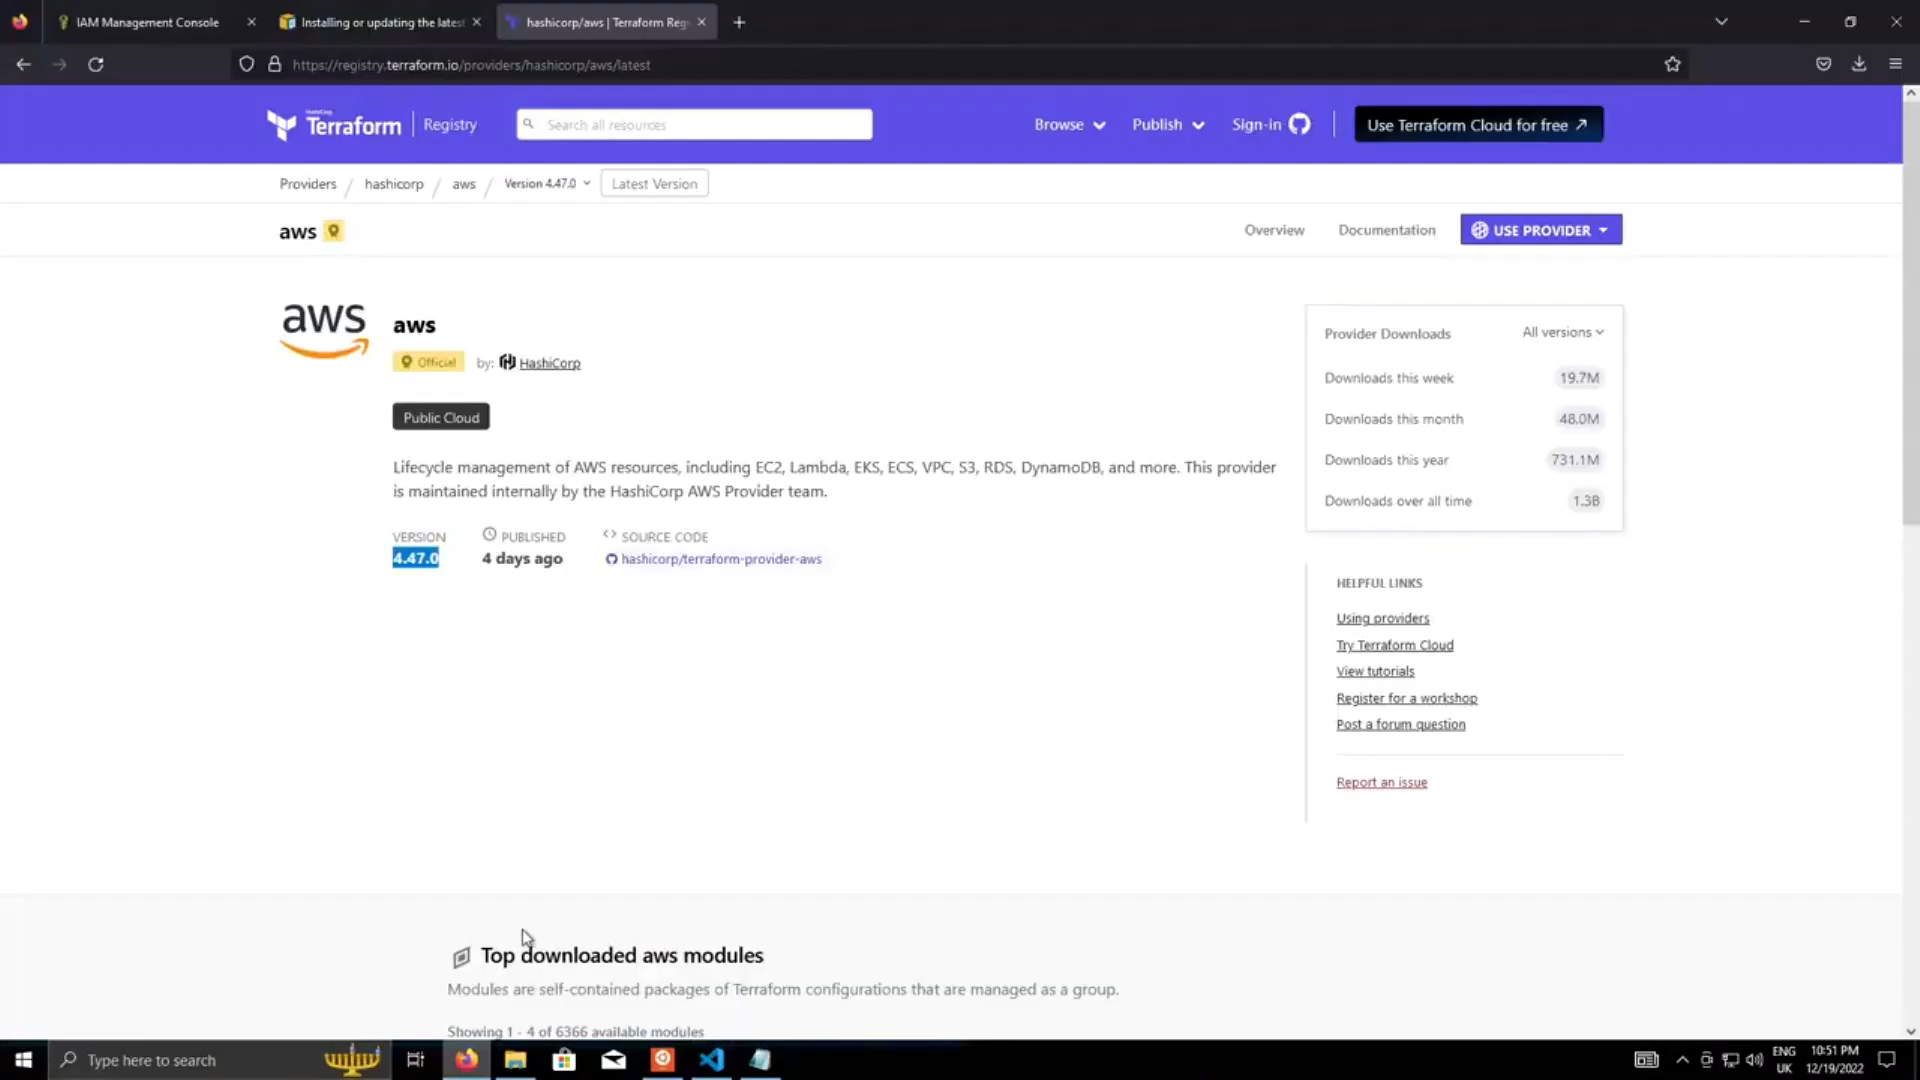 IAM Management Console
Installing or updating the latest
hashicorp/aws | Terraform Reg
https://registry.terraform.io/providers/hashicorp/aws/latest
HashiCorp
Terraform
Registry
Search all resources
Browse
Publish
Sign-in
Use Terraform Cloud for free
Providers / hashicorp / aws / Version 4.47.0
Latest Version
aws
Overview
Documentation
USE PROVIDER
aws
aws
Official
by: HashiCorp
Public Cloud
Lifecycle management of AWS resources, including EC2, Lambda, EKS, ECS, VPC, S3, RDS, DynamoDB, and more. This provider
is maintained internally by the HashiCorp AWS Provider team.
VERSION
4.47.0
PUBLISHED
4 days ago
SOURCE CODE
hashicorp/terraform-provider-aws
Provider Downloads
All versions
Downloads this week 19.7M
Downloads this month 48.0M
Downloads this year 731.1M
Downloads over all time 1.3B
HELPFUL LINKS
Using providers
Try Terraform Cloud
View tutorials
Register for a workshop
Post a forum question
Report an issue
Top downloaded aws modules
Modules are self-contained packages of Terraform configurations that are managed as a group.
Showing 1 - 4 of 6366 available modules
Type here to search
ENG
UK
10:51 PM
12/19/2022